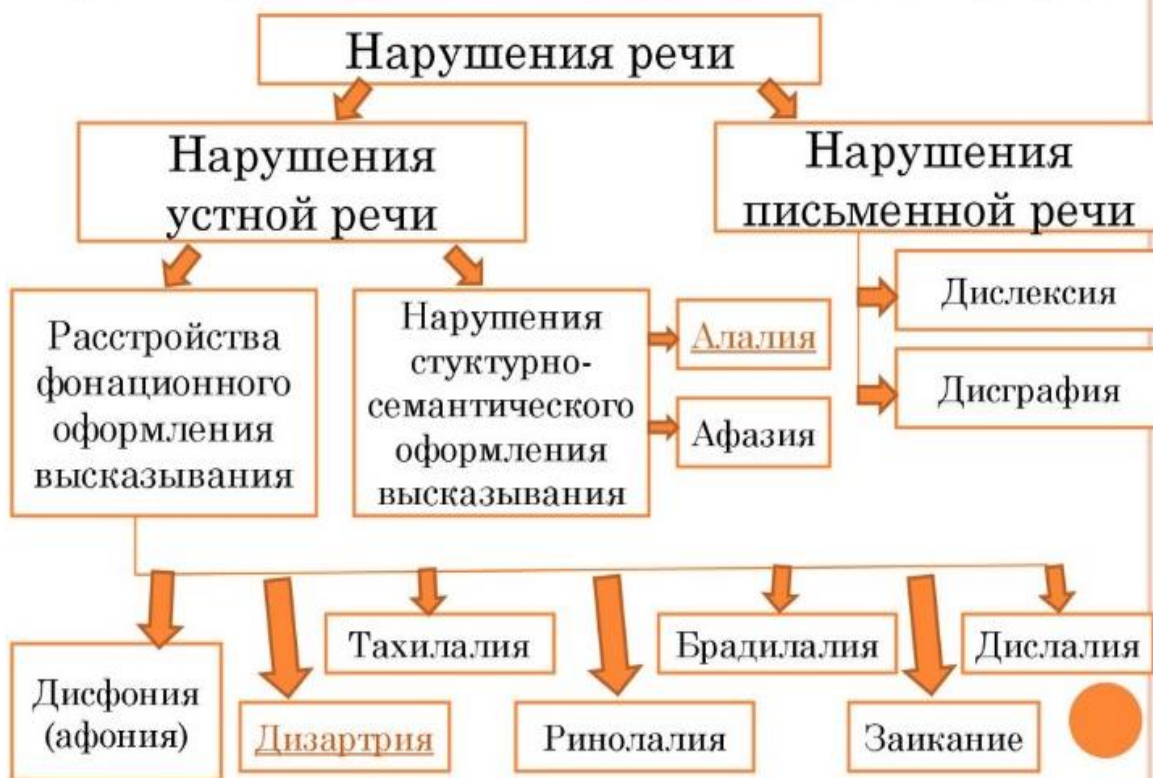 Нарушения речи
Нарушения
устной речи
Нарушения
письменной речи
Расстройства
фонационного
оформления
высказывания
Нарушения
стуктурно-
семантического
оформления
высказывания
Алалия
Афазия
Дислексия
Дисграфия
Дисфония
(афония)
Дизартрия
Тахилалия
Ринолалия
Брадилалия
Заикание
Дислалия